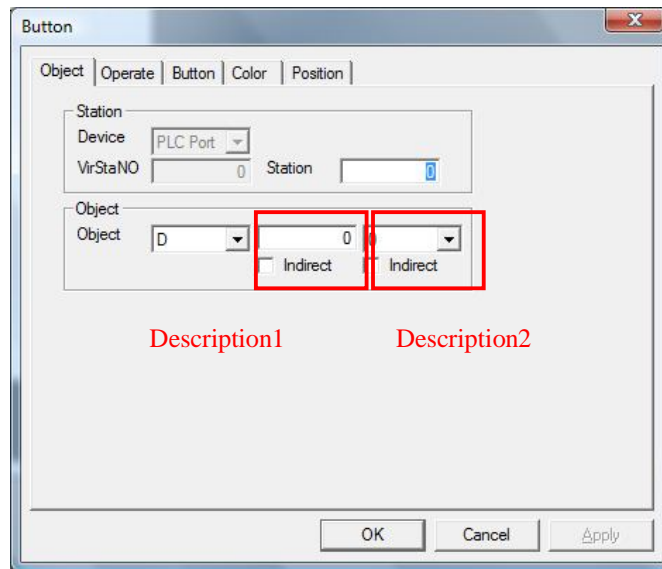 Button
Object Operate Button Color Position
Station
Device PLC Port
VirStaNO 0 Station 0
Object
Object D 0 0
Indirect Indirect
Description1 Description2
OK Cancel Apply